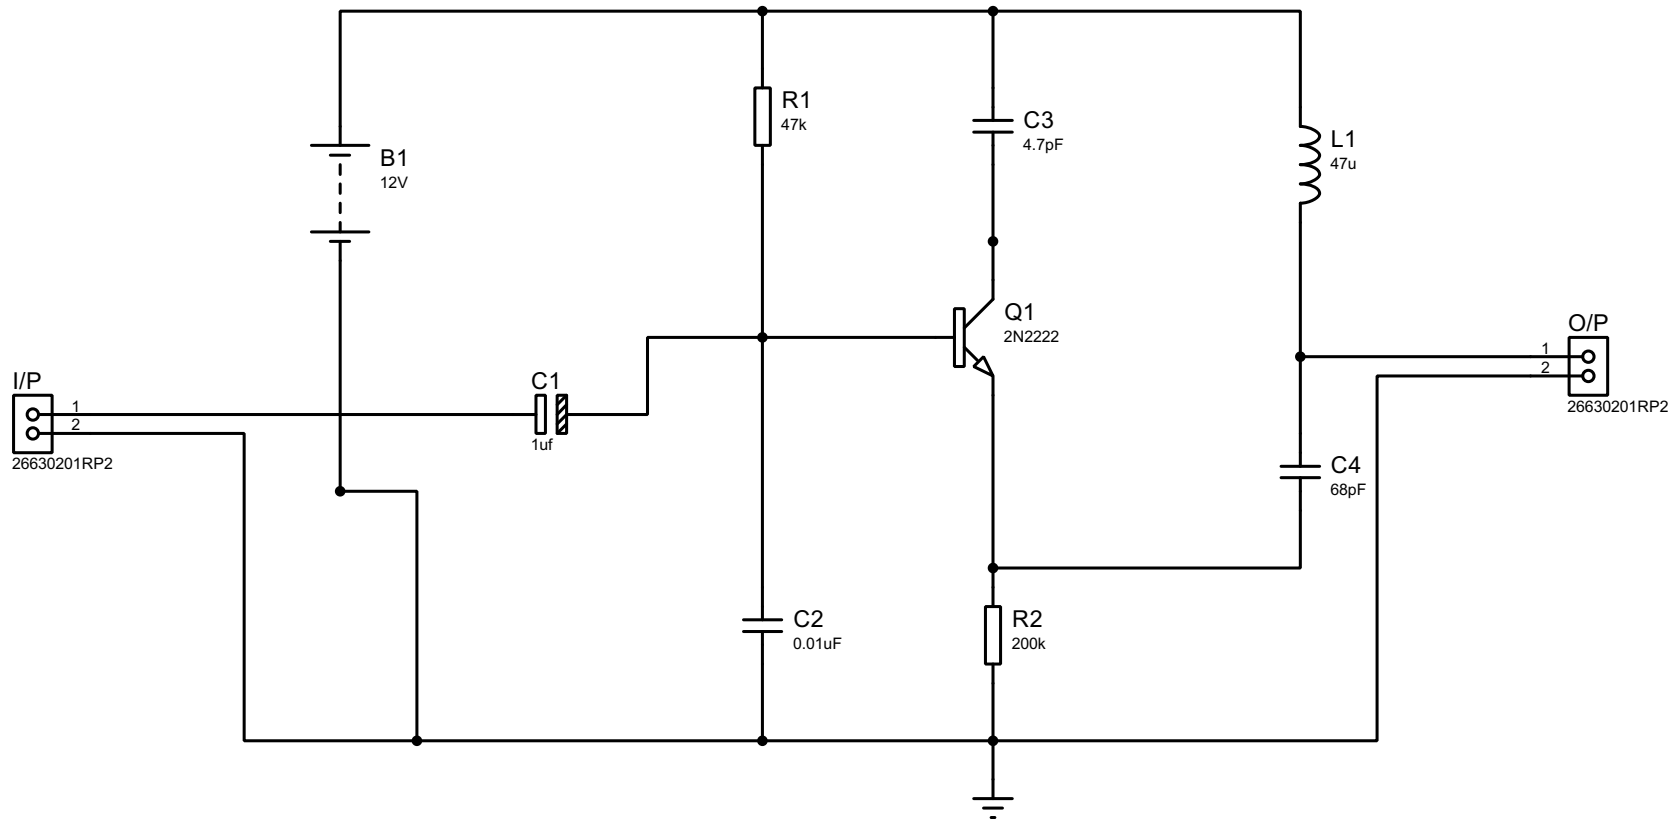 R1
47k
C3
4.7pF
L1
47u
B1
12V
Q1
2N2222
O/P
1
2
26630201RP2
I/P
1
2
26630201RP2
C1
1uf
C4
68pF
C2
0.01uF
R2
200k